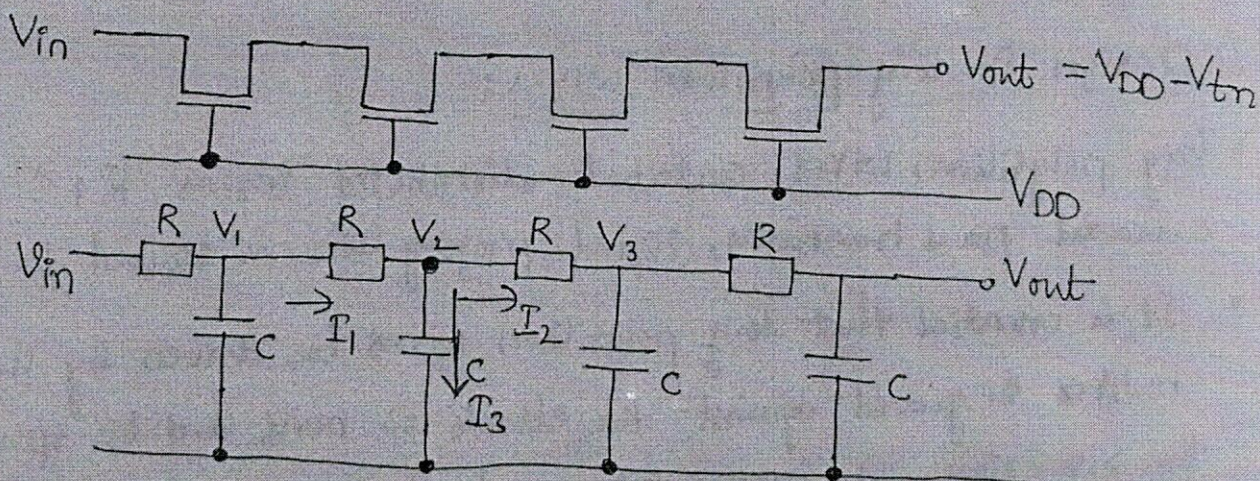 Vin Vout = VDD - Vtn
VDD
R V1 R V2 R V3 R
Vin Vout
C I1 C I2 C C
I3